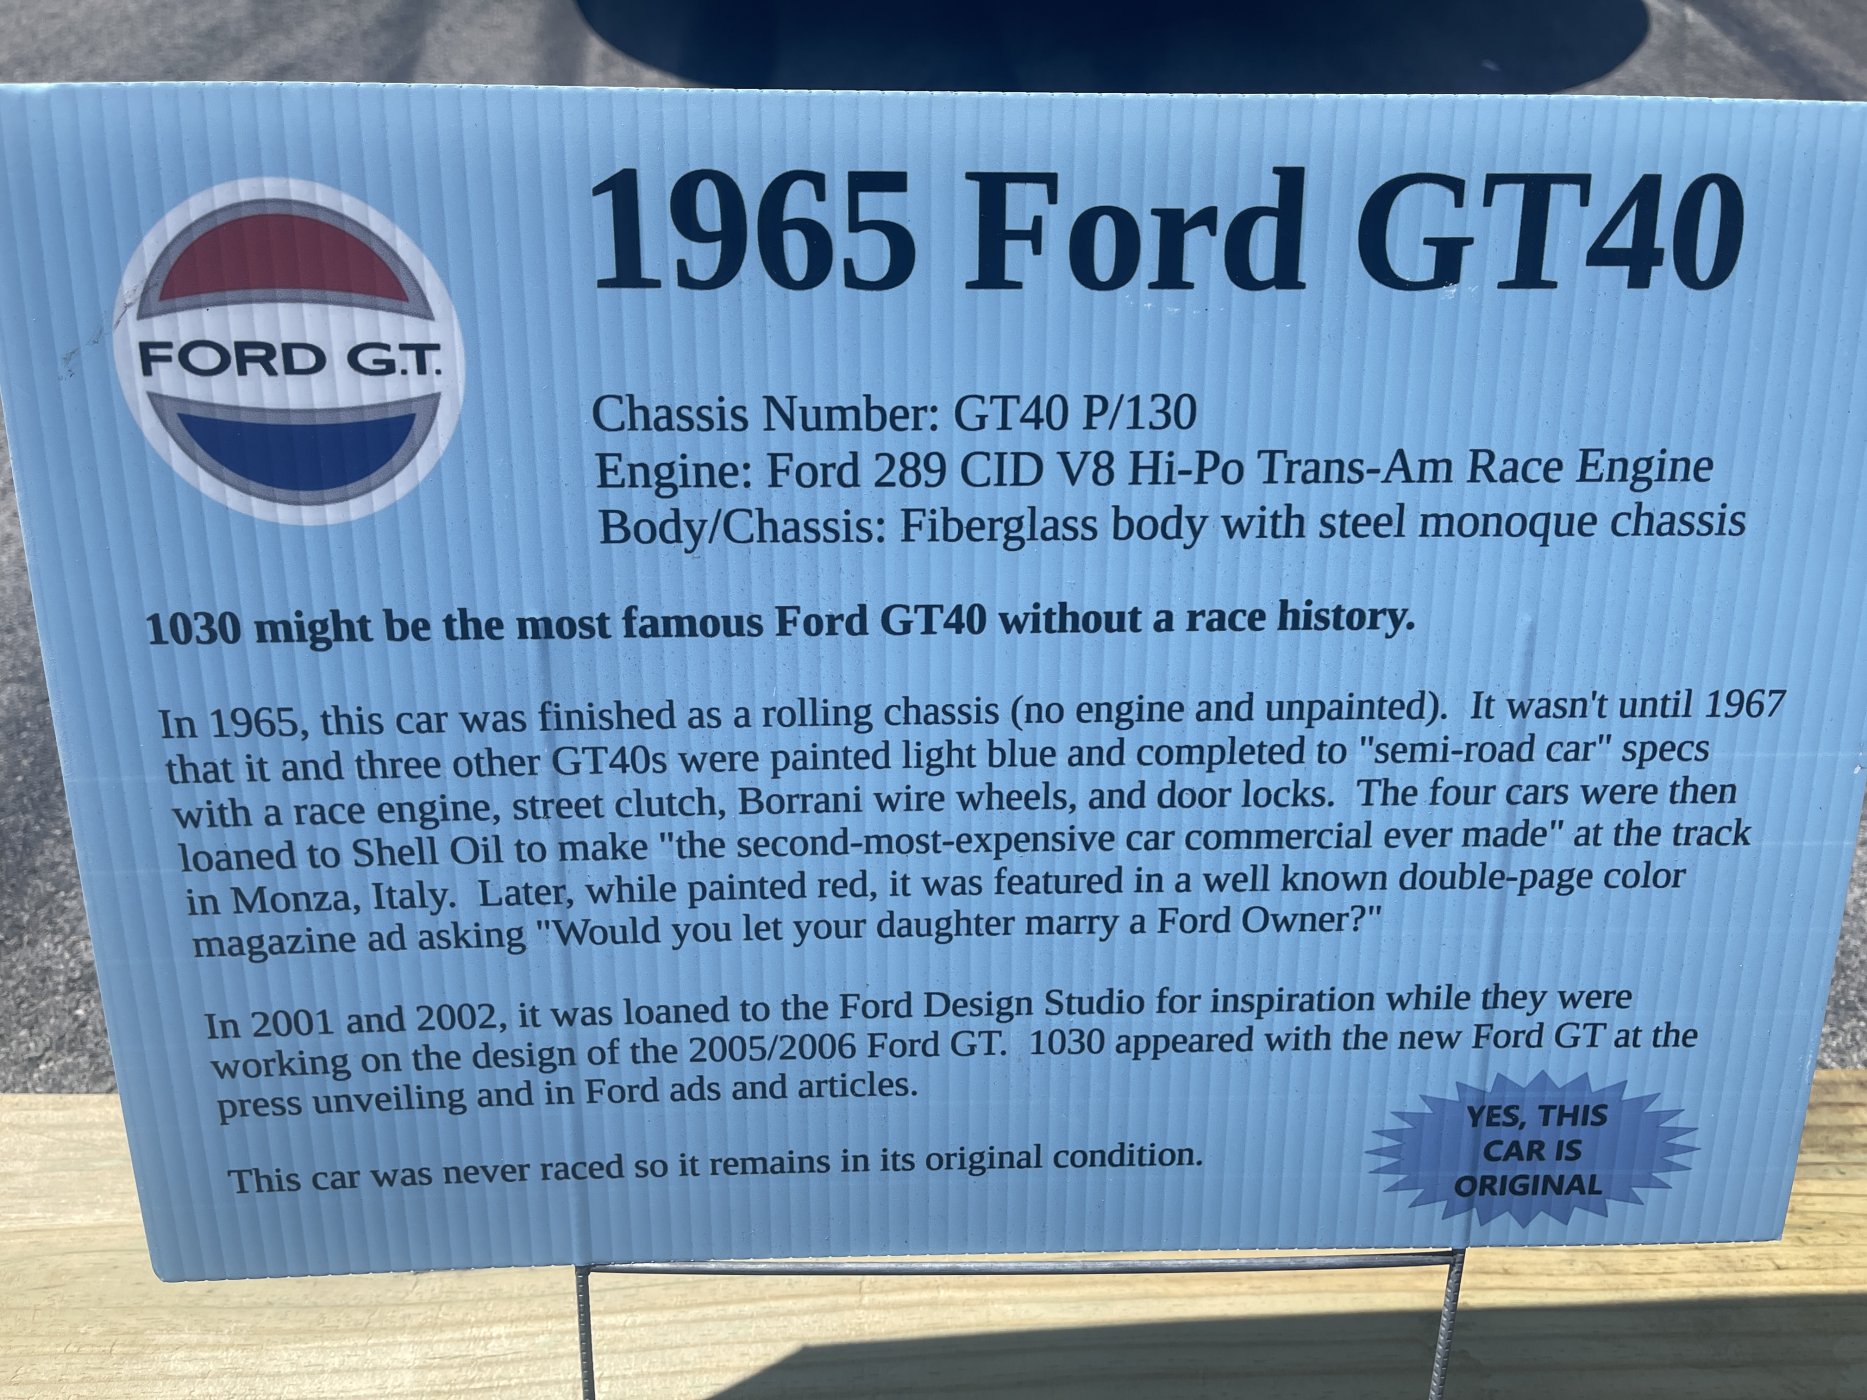 1965 Ford GT40
FORD G.T.
Chassis Number: GT40 P/130
Engine: Ford 289 CID V8 Hi-Po Trans-Am Race Engine
Body/Chassis: Fiberglass body with steel monoque chassis
1030 might be the most famous Ford GT40 without a race history.
In 1965, this car was finished as a rolling chassis (no engine and unpainted).  It wasn't until 1967
that it and three other GT40s were painted light blue and completed to "semi-road car" specs
with a race engine, street clutch, Borrani wire wheels, and door locks.  The four cars were then
loaned to Shell Oil to make "the second-most-expensive car commercial ever made" at the track
in Monza, Italy.  Later, while painted red, it was featured in a well known double-page color
magazine ad asking "Would you let your daughter marry a Ford Owner?"
In 2001 and 2002, it was loaned to the Ford Design Studio for inspiration while they were
working on the design of the 2005/2006 Ford GT.  1030 appeared with the new Ford GT at the
press unveiling and in Ford ads and articles.
This car was never raced so it remains in its original condition.
YES, THIS
CAR IS
ORIGINAL